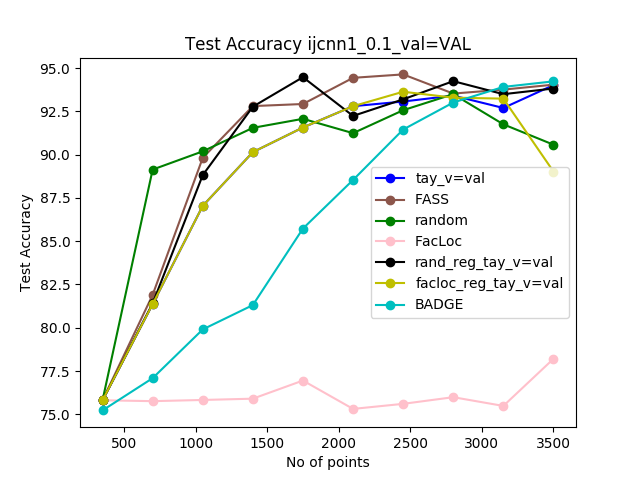 Test Accuracy ijcnn1_0.1_val=VAL
95.0
92.5
90.0
87.5
85.0
82.5
80.0
77.5
75.0
Test Accuracy
tay_v=val
FASS
random
FacLoc
rand_reg_tay_v=val
facloc_reg_tay_v=val
BADGE
500
1000
1500
2000
2500
3000
3500
No of points